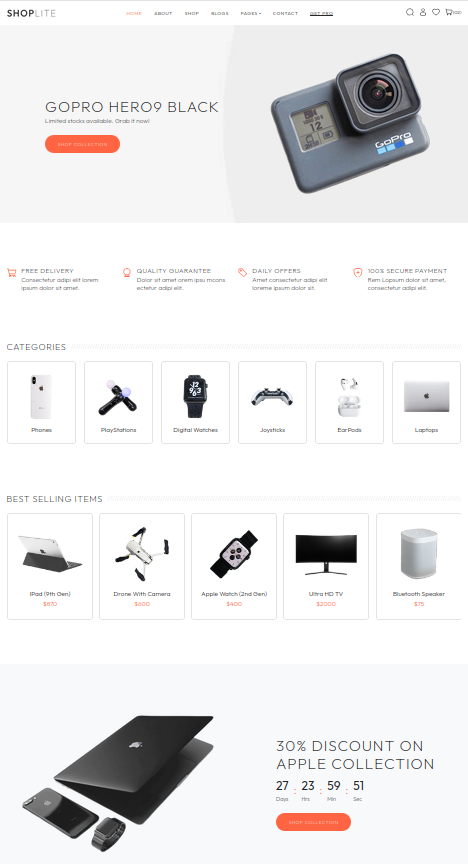 SHOPLITE
HOME ABOUT SHOP BLOGS PAGES CONTACT GET PRO
GOPRO HERO9 BLACK
Limited stocks available. Grab it now!
SHOP COLLECTION
GoPro
FREE DELIVERY
Consectetur adipi elit lorem
ipsum dolor sit amet.
QUALITY GUARANTEE
Dolor sit amet orem ipsu mcons
ectetur adipi elit.
DAILY OFFERS
Amet consectetur adipi elit
loreme ipsum dolor sit.
100% SECURE PAYMENT
Rem Lopsum dolor sit amet,
consectetur adipi elit.
CATEGORIES
Phones
PlayStations
Digital Watches
Joysticks
EarPods
Laptops
BEST SELLING ITEMS
IPad (9th Gen)
$870
Drone With Camera
$600
Apple Watch (2nd Gen)
$400
Ultra HD TV
$2000
Bluetooth Speaker
$75
30% DISCOUNT ON
APPLE COLLECTION
27 : 23 : 59 : 51
Days Hrs Min Sec
SHOP COLLECTION